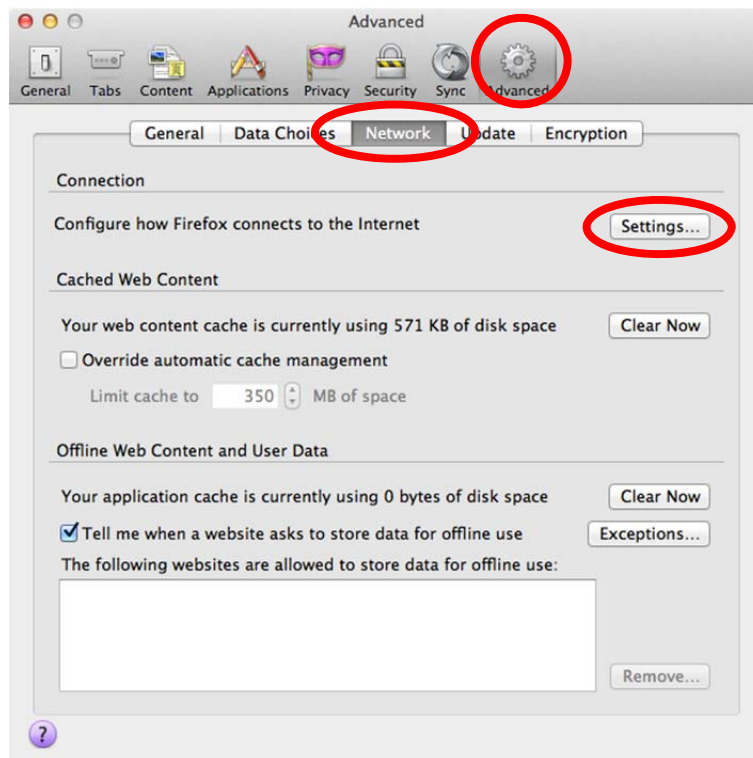 Advanced
General Tabs Content Applications Privacy Security Sync Advanced
General Data Choices Network Update Encryption
Connection
Configure how Firefox connects to the Internet Settings...
Cached Web Content
Your web content cache is currently using 571 KB of disk space Clear Now
Override automatic cache management
Limit cache to 350 MB of space
Offline Web Content and User Data
Your application cache is currently using 0 bytes of disk space Clear Now
Tell me when a website asks to store data for offline use Exceptions...
The following websites are allowed to store data for offline use:
Remove...
?